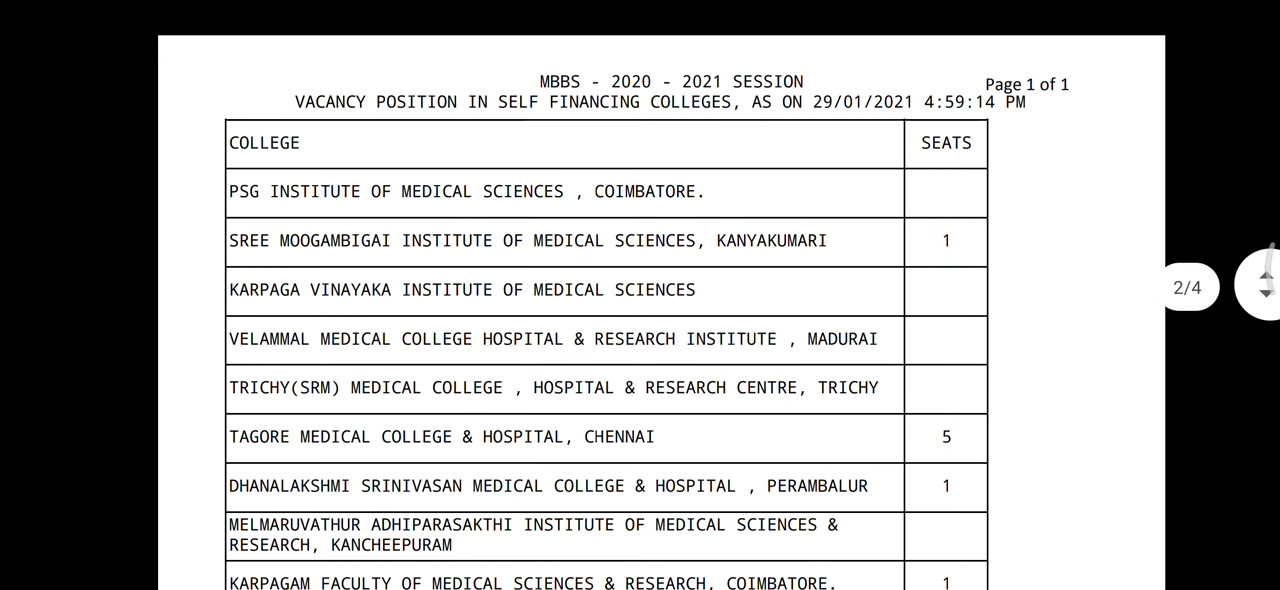 MBBS - 2020 - 2021 SESSION
Page 1 of 1
VACANCY POSITION IN SELF FINANCING COLLEGES, AS ON 29/01/2021 4:59:14 PM
COLLEGE SEATS
PSG INSTITUTE OF MEDICAL SCIENCES , COIMBATORE.
SREE MOOGAMBIGAI INSTITUTE OF MEDICAL SCIENCES, KANYAKUMARI 1
KARPAGA VINAYAKA INSTITUTE OF MEDICAL SCIENCES
2/4
VELAMMAL MEDICAL COLLEGE HOSPITAL & RESEARCH INSTITUTE , MADURAI
TRICHY(SRM) MEDICAL COLLEGE , HOSPITAL & RESEARCH CENTRE, TRICHY
TAGORE MEDICAL COLLEGE & HOSPITAL, CHENNAI 5
DHANALAKSHMI SRINIVASAN MEDICAL COLLEGE & HOSPITAL , PERAMBALUR 1
MELMARUVATHUR ADHIPARASAKTHI INSTITUTE OF MEDICAL SCIENCES &
RESEARCH, KANCHEEPURAM
KARPAGAM FACULTY OF MEDICAL SCIENCES & RESEARCH, COIMBATORE. 1